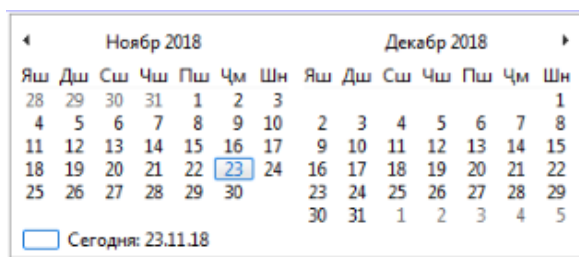 Ноябр 2018
Яш Дш Сш Чш Пш Ҷм Шн
28 29 30 31 1 2 3
4 5 6 7 8 9 10
11 12 13 14 15 16 17
18 19 20 21 22 23 24
25 26 27 28 29 30
Декабр 2018
Яш Дш Сш Чш Пш Ҷм Шн
1
2 3 4 5 6 7 8
9 10 11 12 13 14 15
16 17 18 19 20 21 22
23 24 25 26 27 28 29
30 31 1 2 3 4 5
Сегодня: 23.11.18